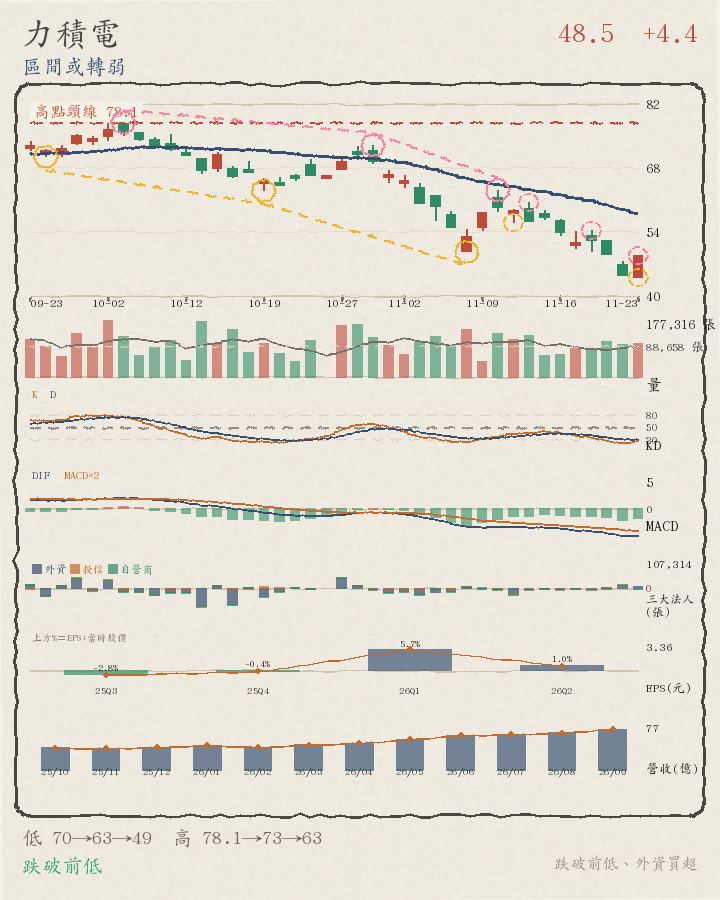 力積電
48.5 +4.4
區間或轉弱
高點頸線 78.1
82
68
54
40
09-23 10-02 10-12 10-19 10-27 11-02 11-09 11-16 11-23
177,316 張
88,658 張
量
K D
80
50
20
KD
DIF MACD×2
5
0
MACD
外資 投信 自營商
107,314
0
三大法人
(張)
上方%=EPS÷當時股價
-2.8% -0.4% 5.7% 1.0%
3.36
25Q3 25Q4 26Q1 26Q2
EPS(元)
77
25/10 25/11 25/12 26/01 26/02 26/03 26/04 26/05 26/06 26/07 26/08 26/09
營收(億)
低 70→63→49 高 78.1→73→63
跌破前低
跌破前低、外資買超